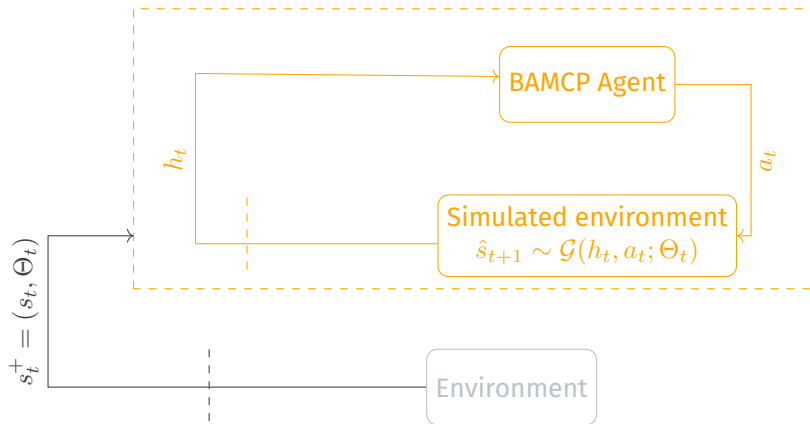 BAMCP Agent
h_t
a_t
Simulated environment
ŝ_{t+1} ∼ 𝒢(h_t, a_t; Θ_t)
s_t^+ = (s_t, Θ_t)
Environment